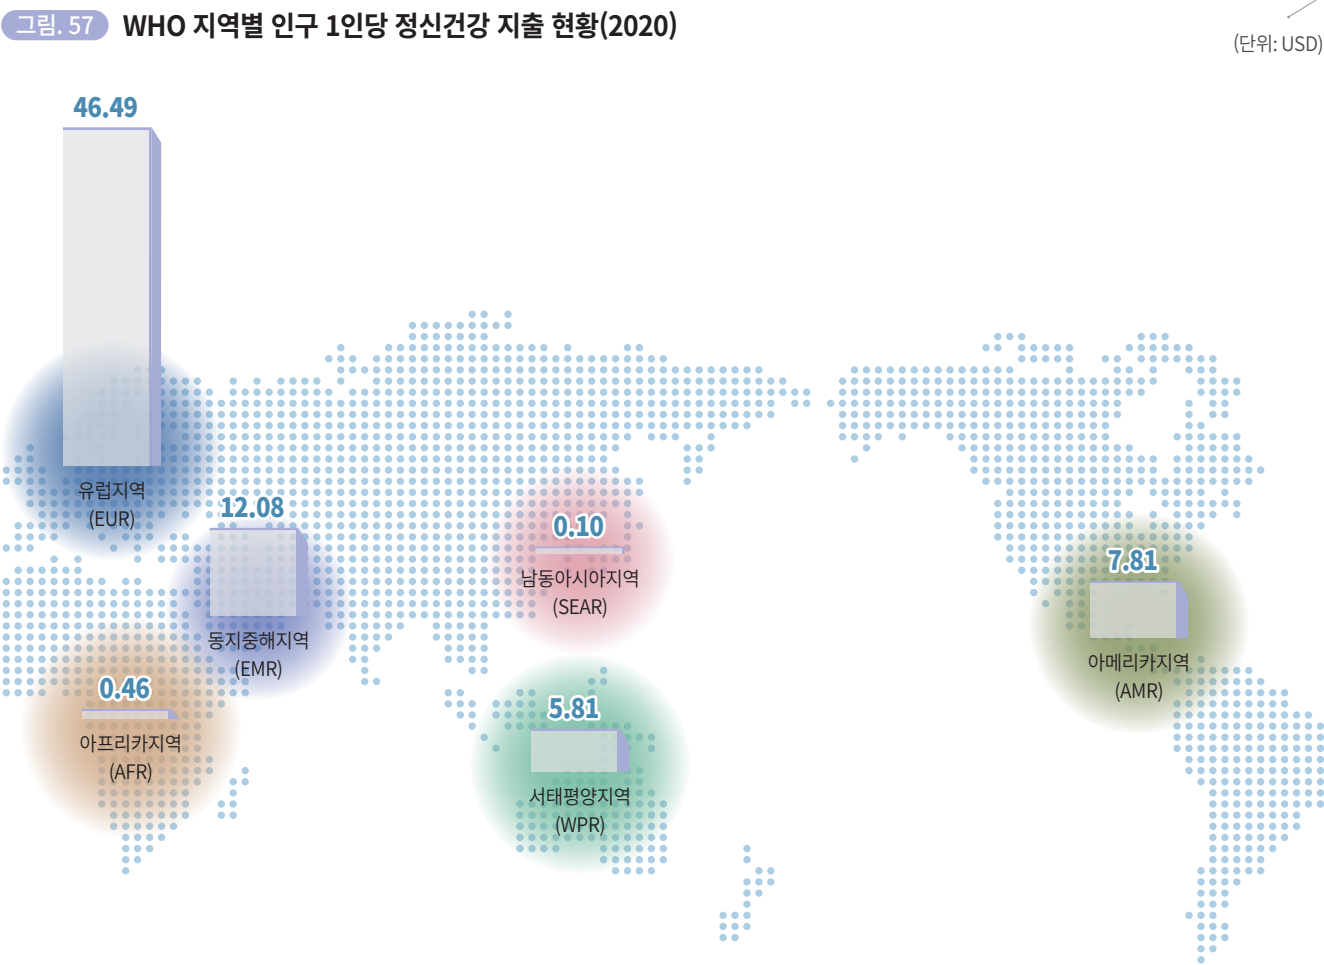 그림. 57 WHO 지역별 인구 1인당 정신건강 지출 현황(2020)
(단위: USD)
46.49
유럽지역
(EUR)
12.08
동지중해지역
(EMR)
0.10
남동아시아지역
(SEAR)
7.81
아메리카지역
(AMR)
0.46
아프리카지역
(AFR)
5.81
서태평양지역
(WPR)